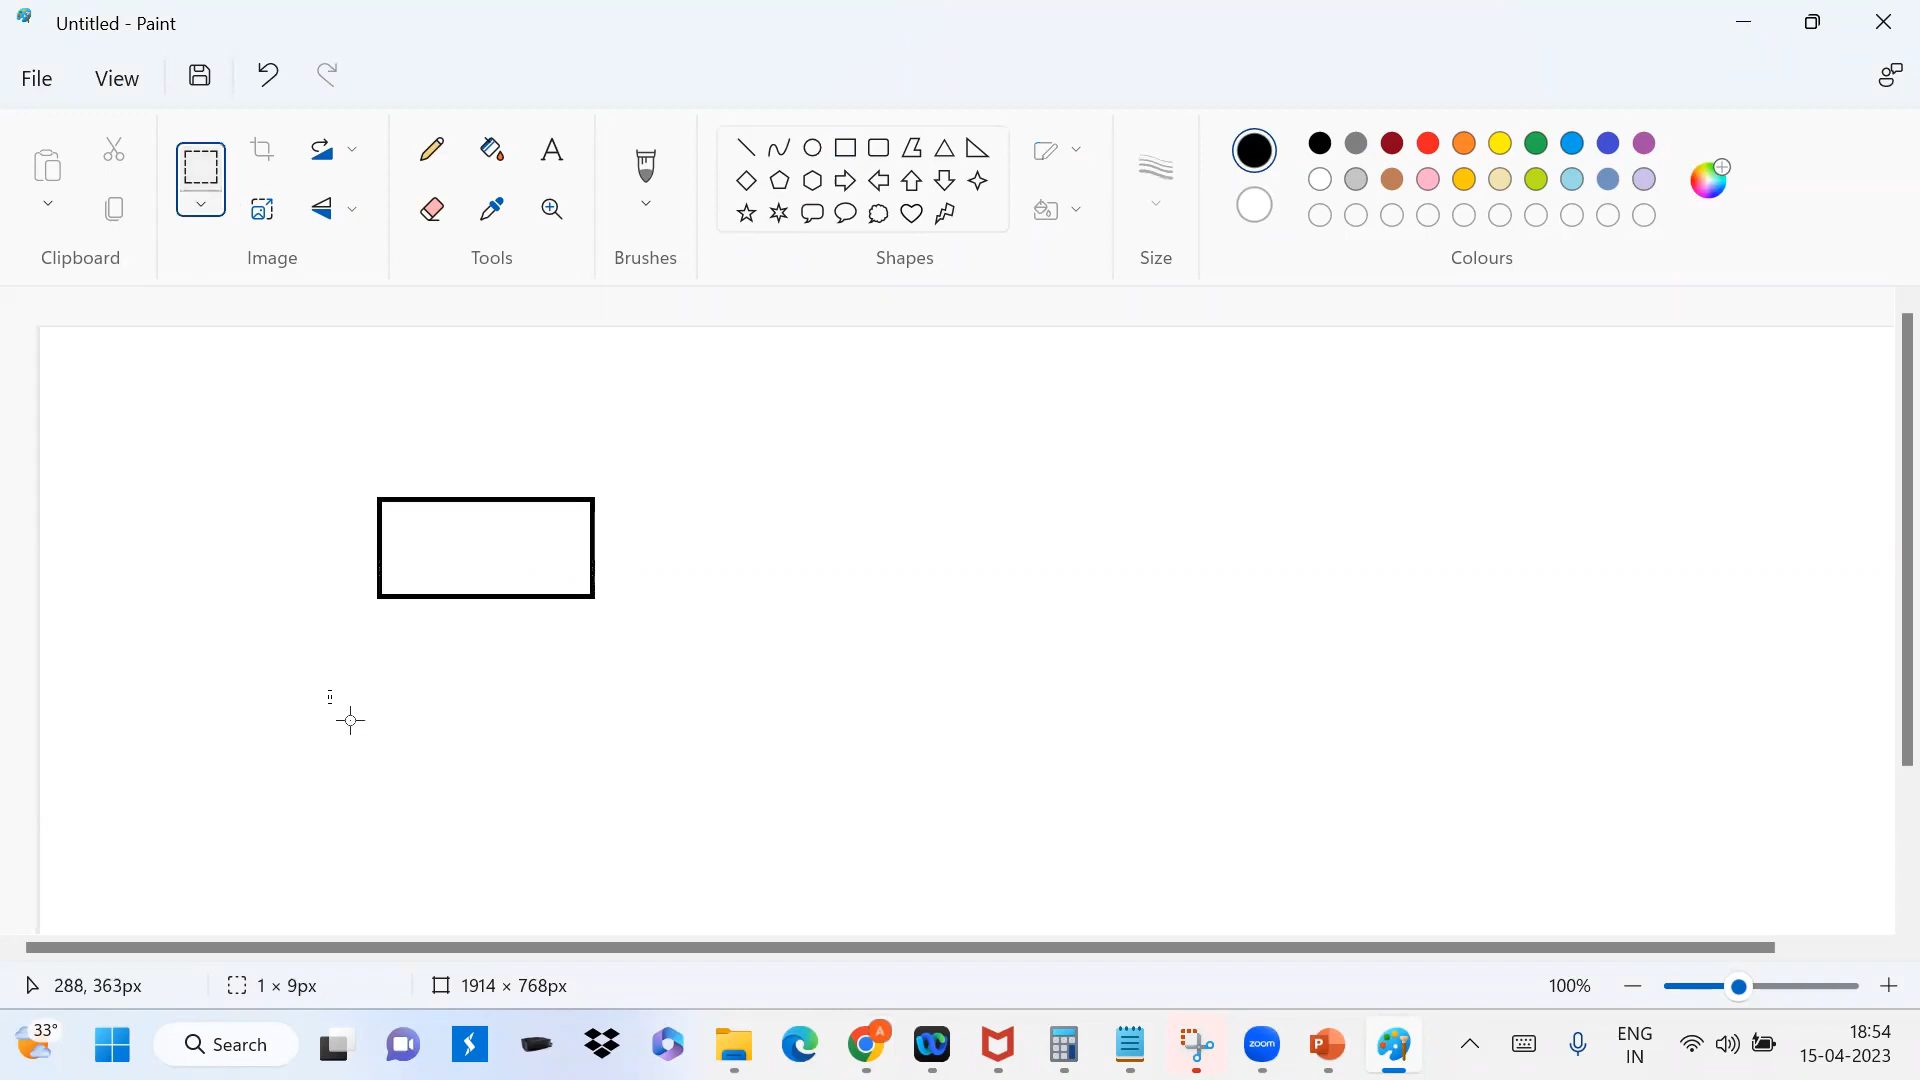 Untitled - Paint
File View
Clipboard
Image
Tools
Brushes
Shapes
Size
Colours
288, 363px
1 × 9px
1914 × 768px
100%
33°
Search
A
zoom
P
ENG
IN
18:54
15-04-2023